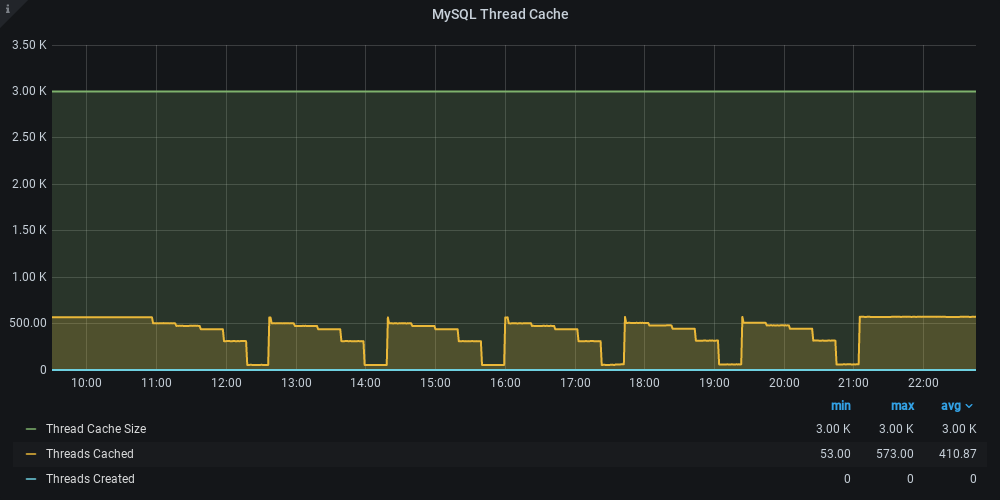 i
MySQL Thread Cache
3.50 K
3.00 K
2.50 K
2.00 K
1.50 K
1.00 K
500.00
0
10:00 11:00 12:00 13:00 14:00 15:00 16:00 17:00 18:00 19:00 20:00 21:00 22:00
min max avg
Thread Cache Size 3.00 K 3.00 K 3.00 K
Threads Cached 53.00 573.00 410.87
Threads Created 0 0 0